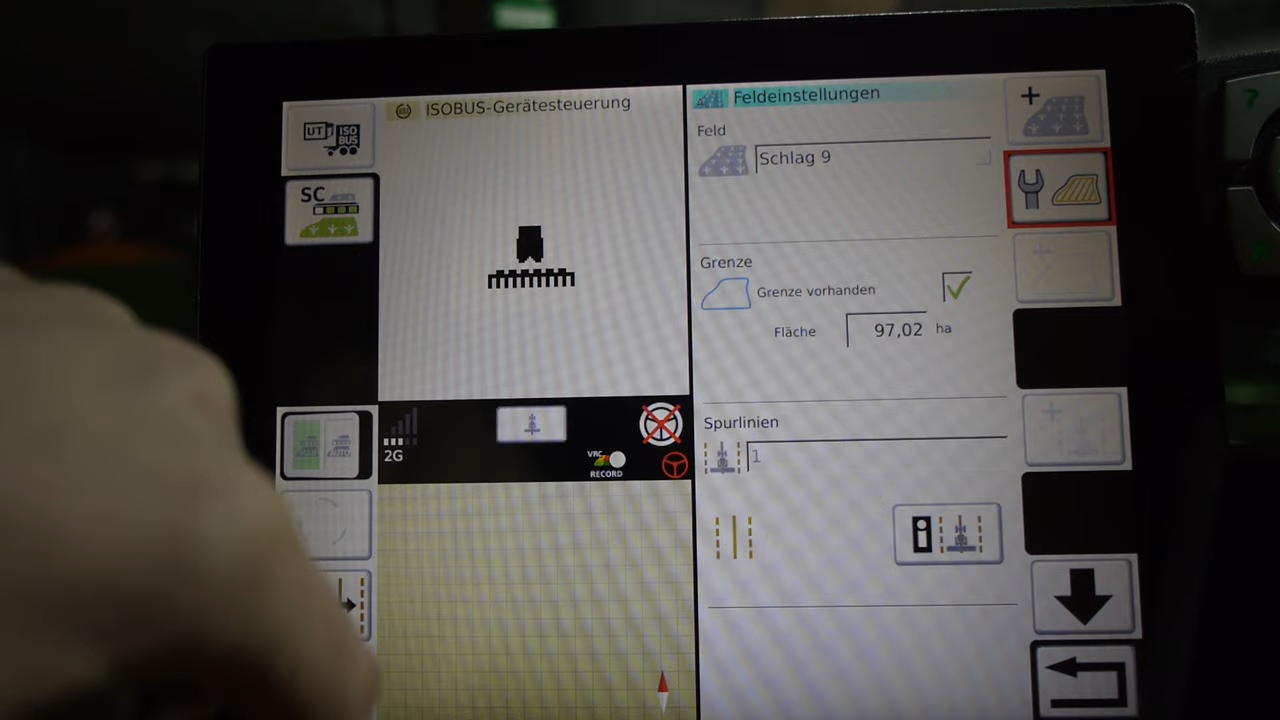 UT ISO
BUS
SC
ISOBUS-Gerätesteuerung
2G
VRC
RECORD
Feldeinstellungen
Feld
Schlag 9
Grenze
Grenze vorhanden
Fläche 97,02 ha
Spurlinien
1
i